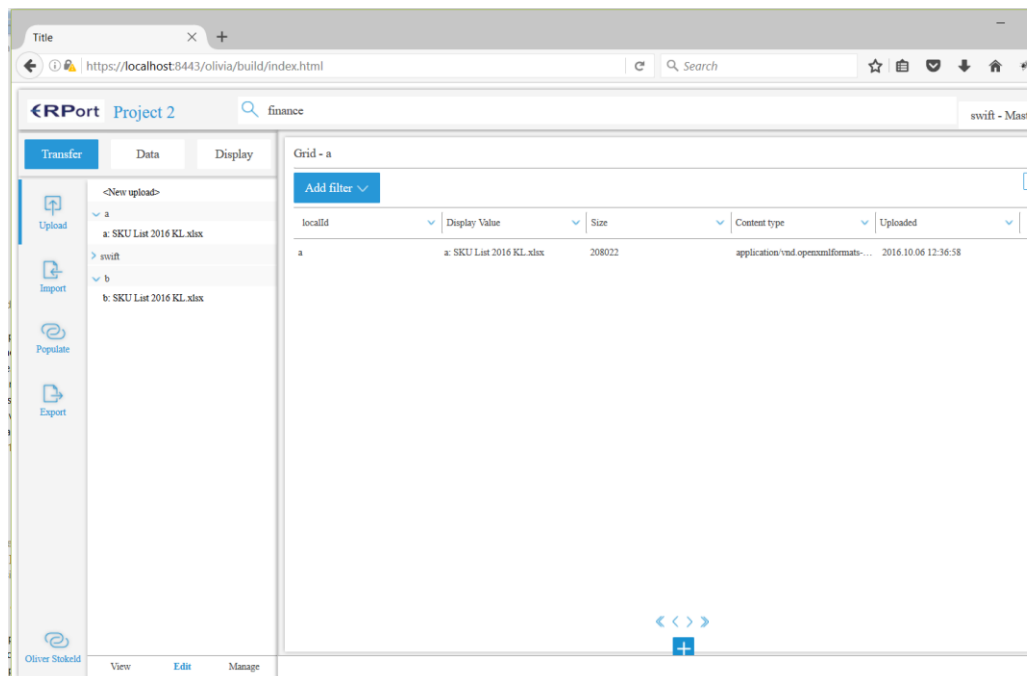 Title
https://localhost:8443/olivia/build/index.html
Search
€RPort Project 2
finance
swift - Mast
Transfer Data Display
Grid - a
Add filter
Upload
Import
Populate
Export
<New upload>
a
a: SKU List 2016 KL.xlsx
swift
b
b: SKU List 2016 KL.xlsx
localId Display Value Size Content type Uploaded
a a: SKU List 2016 KL.xlsx 208022 application/vnd.openxmlformats-... 2016.10.06 12:36:58
Oliver Stokeld
View Edit Manage